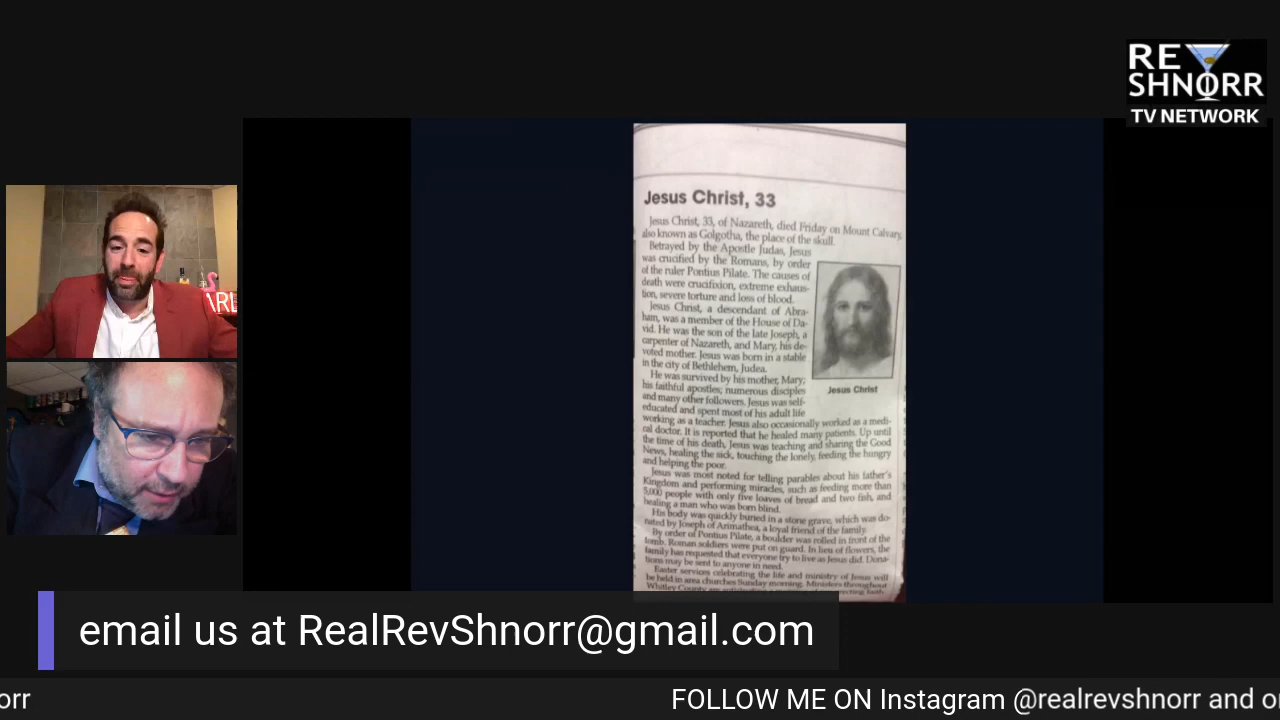 RE
SHNORR
TV NETWORK
ARL
Jesus Christ, 33
Jesus Christ, 33, of Nazareth, died Friday on Mount Calvary,
also known as Golgotha, the place of the skull.
Betrayed by the Apostle Judas, Jesus
was crucified by the Romans, by order
of the ruler Pontius Pilate. The causes of
death were crucifixion, extreme exhaus-
tion, severe torture and loss of blood.
Jesus Christ, a descendant of Abra-
ham, was a member of the House of Da-
vid. He was the son of the late Joseph, a
carpenter of Nazareth, and Mary, his de-
voted mother. Jesus was born in a stable
in the city of Bethlehem, Judea.
He was survived by his mother, Mary;
his faithful apostles; numerous disciples
and many other followers. Jesus was self-
educated and spent most of his adult life
working as a teacher. Jesus also occasionally worked as a medi-
cal doctor. It is reported that he healed many patients. Up until
the time of his death, Jesus was teaching and sharing the Good
News, healing the sick, touching the lonely, feeding the hungry
and helping the poor.
Jesus was most noted for telling parables about his father's
Kingdom and performing miracles, such as feeding more than
5,000 people with only five loaves of bread and two fish, and
healing a man who was born blind.
His body was quickly buried in a stone grave, which was do-
nated by Joseph of Arimathea, a loyal friend of the family.
By order of Pontius Pilate, a boulder was rolled in front of the
tomb. Roman soldiers were put on guard. In lieu of flowers, the
family has requested that everyone try to live as Jesus did. Dona-
tions may be sent to anyone in need.
Easter services celebrating the life and ministry of Jesus will
be held in area churches Sunday morning. Ministers throughout
Whitley County are
Jesus Christ
email us at RealRevShnorr@gmail.com
orr
FOLLOW ME ON Instagram @realrevshnorr and o